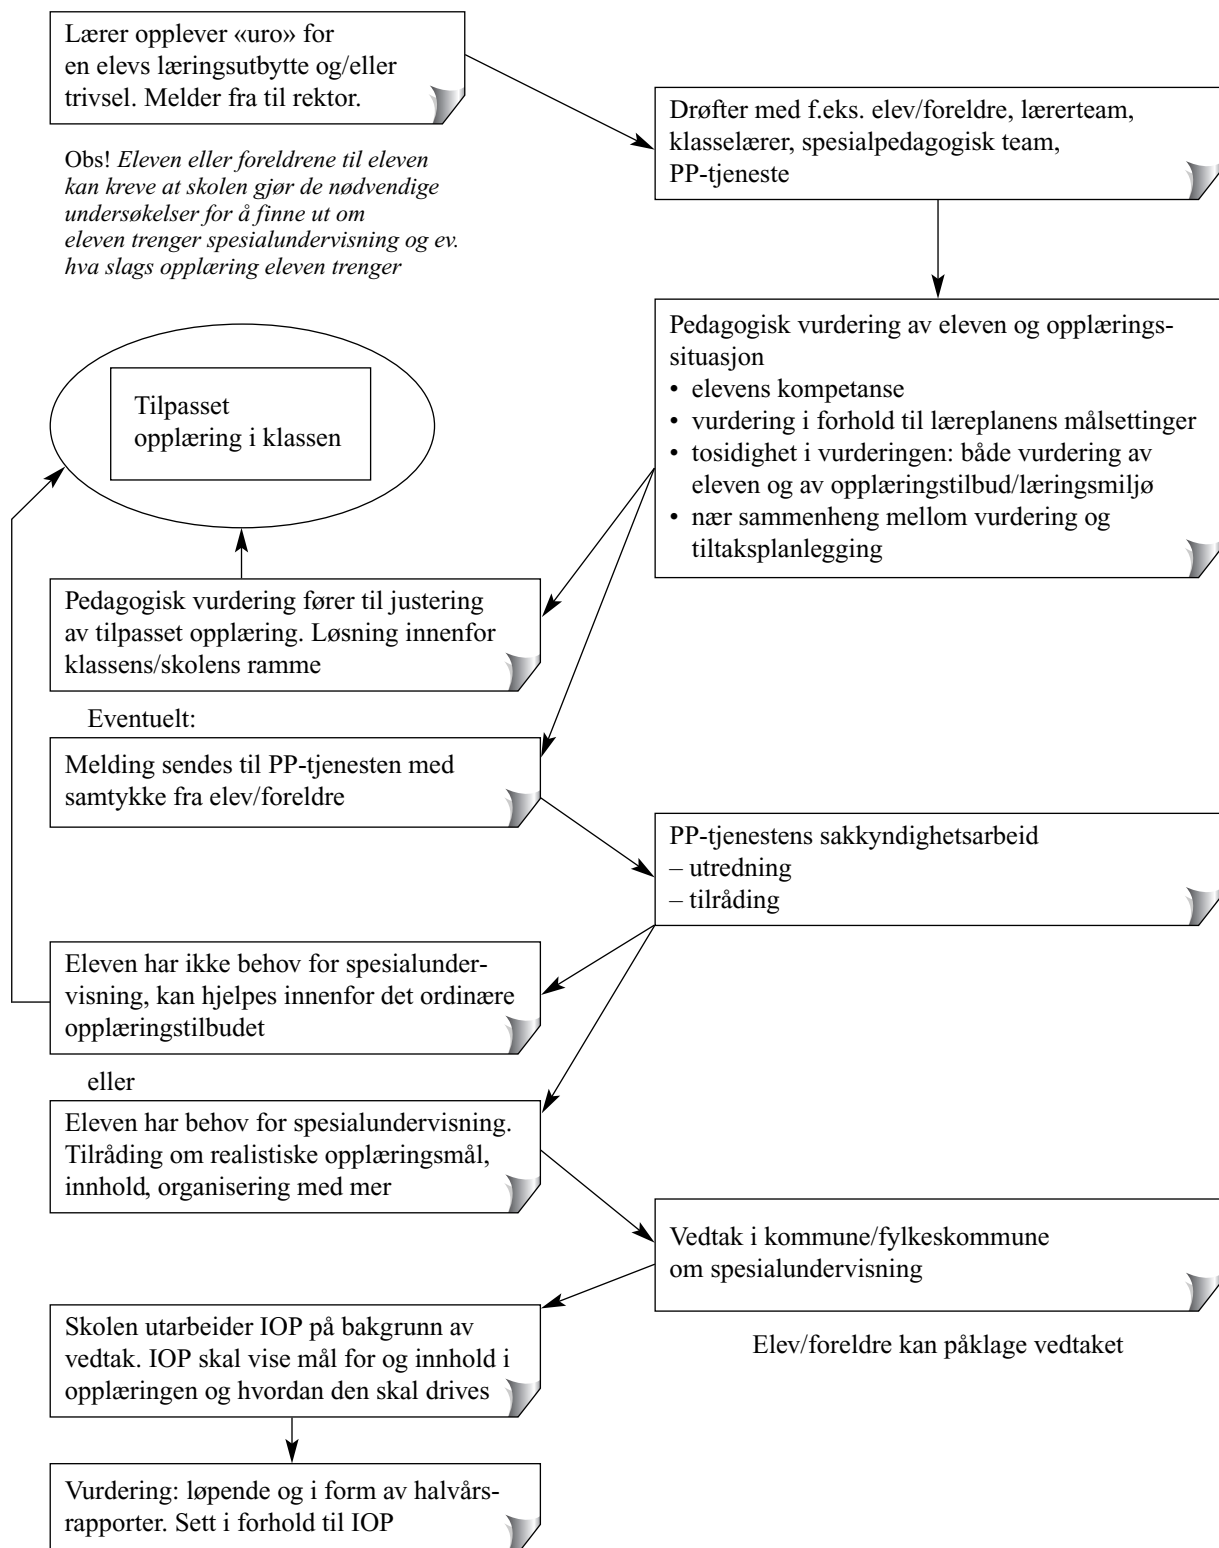 Lærer opplever «uro» for
en elevs læringsutbytte og/eller
trivsel. Melder fra til rektor.
Obs! Eleven eller foreldrene til eleven
kan kreve at skolen gjør de nødvendige
undersøkelser for å finne ut om
eleven trenger spesialundervisning og ev.
hva slags opplæring eleven trenger
Drøfter med f.eks. elev/foreldre, lærerteam,
klasselærer, spesialpedagogisk team,
PP-tjeneste
Pedagogisk vurdering av eleven og opplærings-
situasjon
• elevens kompetanse
• vurdering i forhold til læreplanens målsettinger
• tosidighet i vurderingen: både vurdering av
eleven og av opplæringstilbud/læringsmiljø
• nær sammenheng mellom vurdering og
tiltaksplanlegging
Tilpasset
opplæring i klassen
Pedagogisk vurdering fører til justering
av tilpasset opplæring. Løsning innenfor
klassens/skolens ramme
Eventuelt:
Melding sendes til PP-tjenesten med
samtykke fra elev/foreldre
PP-tjenestens sakkyndighetsarbeid
– utredning
– tilråding
Eleven har ikke behov for spesialunder-
visning, kan hjelpes innenfor det ordinære
opplæringstilbudet
eller
Eleven har behov for spesialundervisning.
Tilråding om realistiske opplæringsmål,
innhold, organisering med mer
Vedtak i kommune/fylkeskommune
om spesialundervisning
Elev/foreldre kan påklage vedtaket
Skolen utarbeider IOP på bakgrunn av
vedtak. IOP skal vise mål for og innhold i
opplæringen og hvordan den skal drives
Vurdering: løpende og i form av halvårs-
rapporter. Sett i forhold til IOP